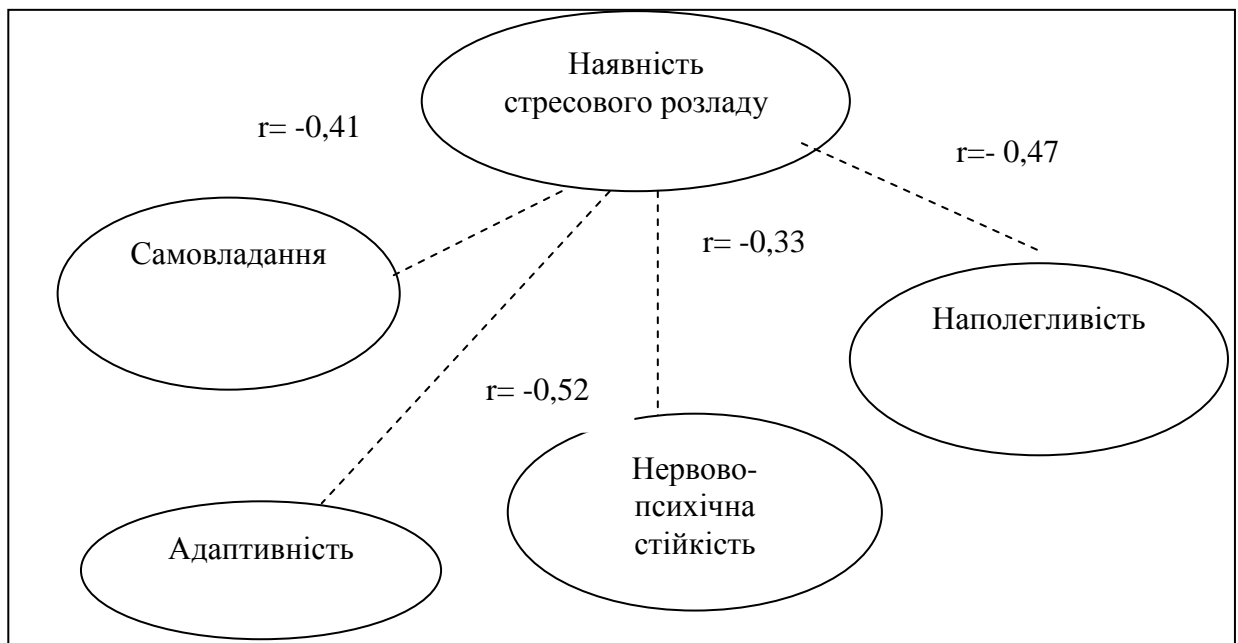 Наявність
стресового розладу
r= -0,41
r=- 0,47
Самовладання
r= -0,33
Наполегливість
r= -0,52
Нервово-
психічна
стійкість
Адаптивність